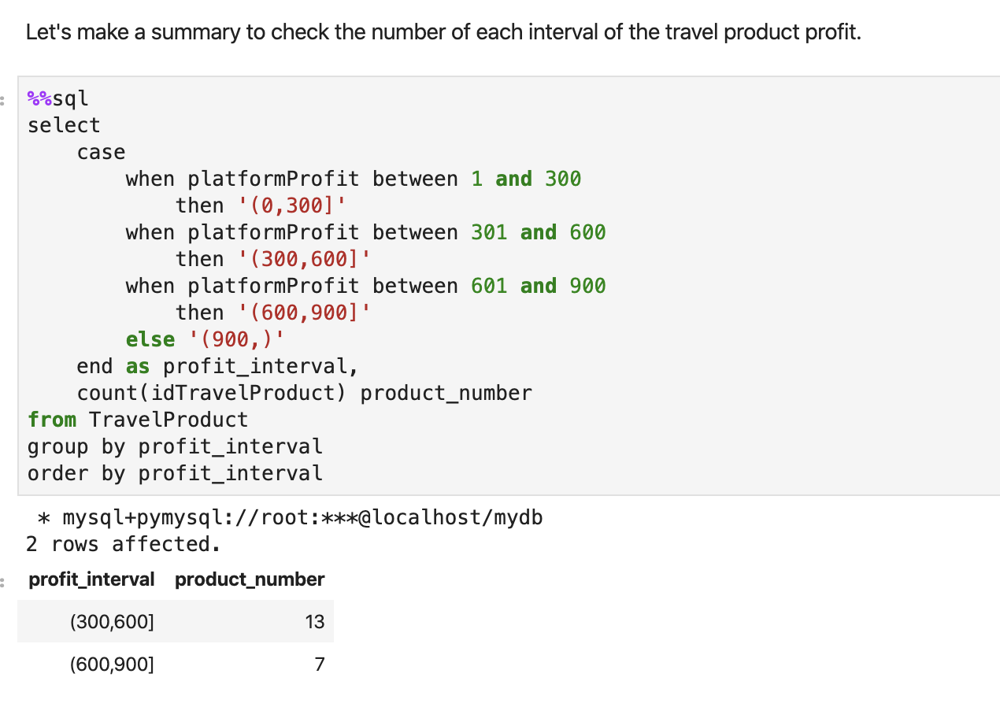 Let's make a summary to check the number of each interval of the travel product profit.
:
%%sql
select
    case
        when platformProfit between 1 and 300
            then '(0,300]'
        when platformProfit between 301 and 600
            then '(300,600]'
        when platformProfit between 601 and 900
            then '(600,900]'
        else '(900,)'
    end as profit_interval,
    count(idTravelProduct) product_number
from TravelProduct
group by profit_interval
order by profit_interval
 * mysql+pymysql://root:***@localhost/mydb
2 rows affected.
:
profit_interval product_number
(300,600] 13
(600,900] 7